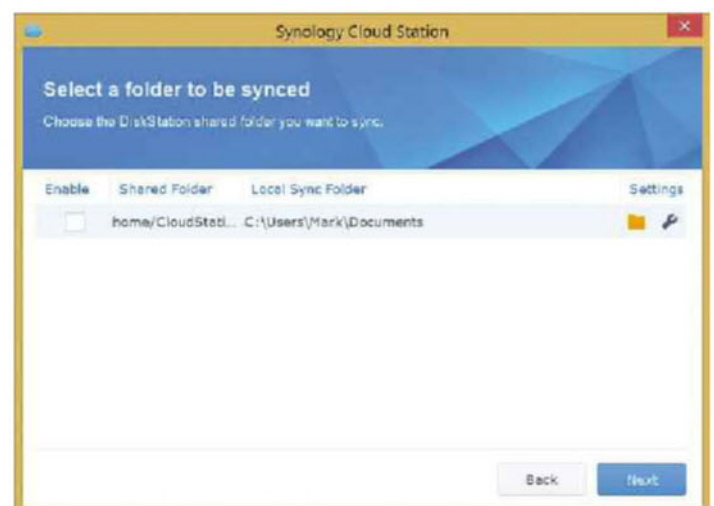 Synology Cloud Station
Select a folder to be synced
Choose the DiskStation shared folder you want to sync.
Enable Shared Folder Local Sync Folder Settings
home/CloudStati... C:\Users\Mark\Documents
Back Next